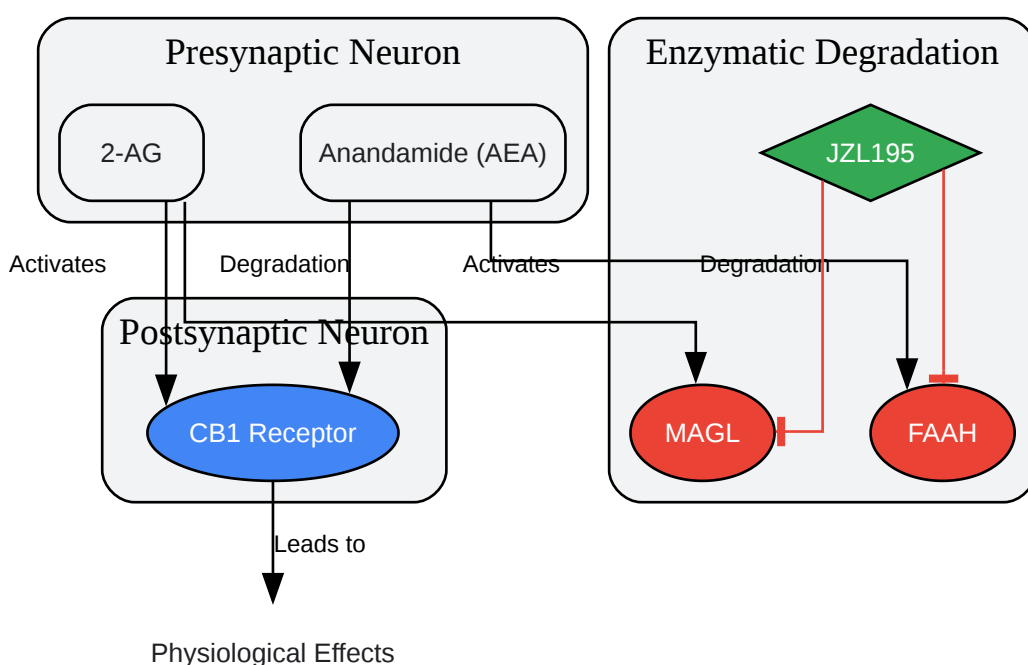 Presynaptic Neuron
Enzymatic Degradation
2-AG
Anandamide (AEA)
JZL195
Activates
Degradation
Activates
Degradation
Postsynaptic Neuron
CB1 Receptor
MAGL
FAAH
Leads to
Physiological Effects